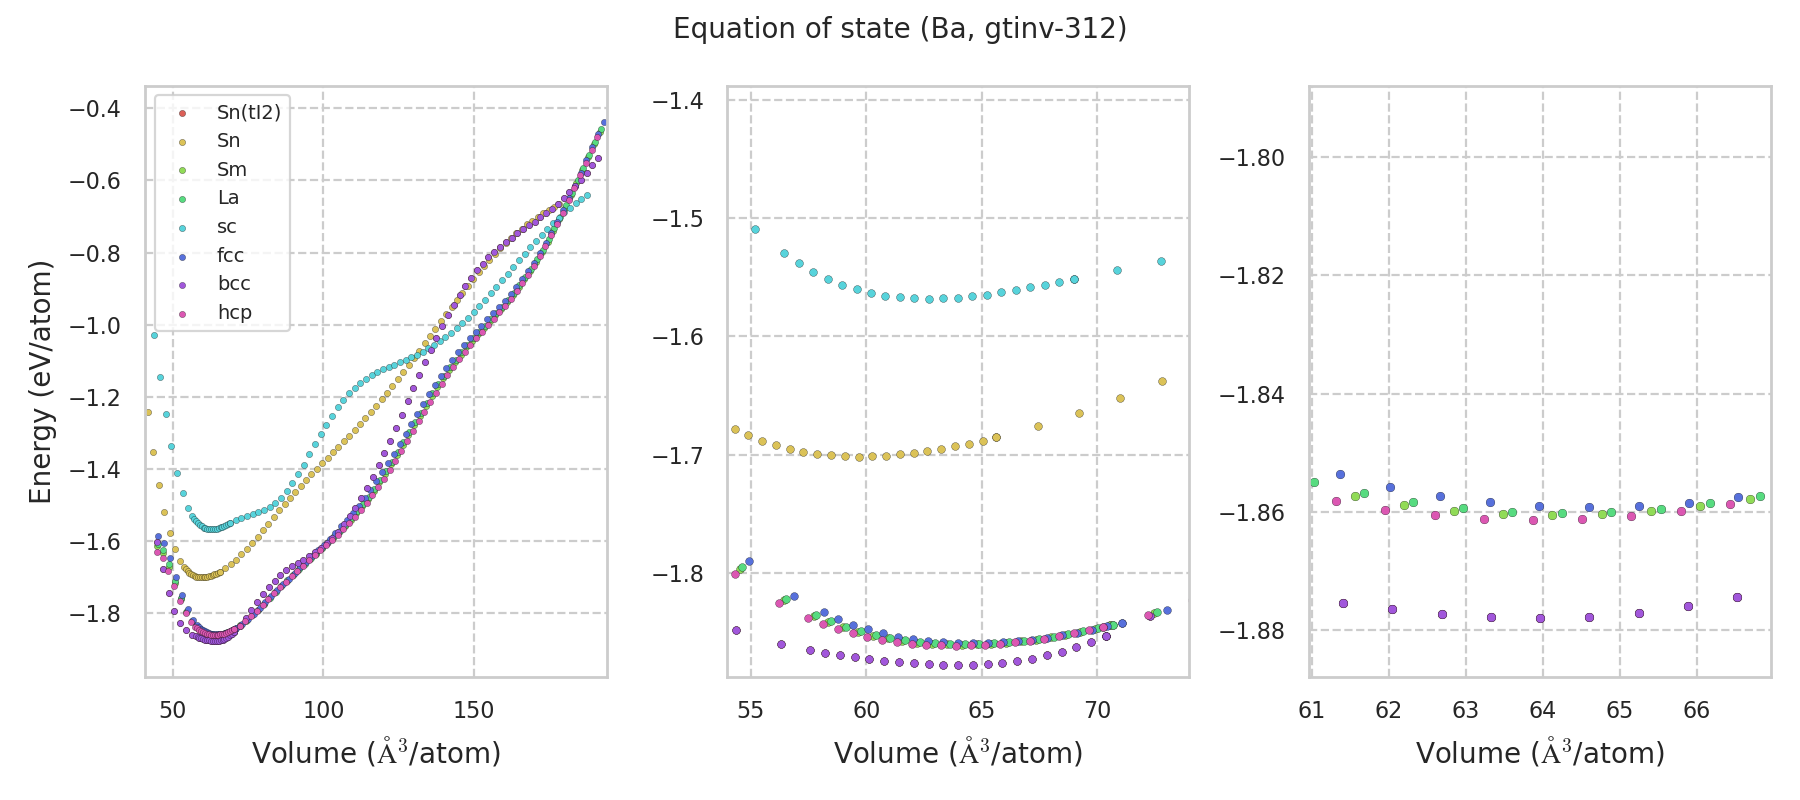 Equation of state (Ba, gtinv-312)
Energy (eV/atom)
−0.4
−0.6
−0.8
−1.0
−1.2
−1.4
−1.6
−1.8
Sn(tI2)
Sn
Sm
La
sc
fcc
bcc
hcp
50 100 150
Volume (Å³/atom)
−1.4
−1.5
−1.6
−1.7
−1.8
55 60 65 70
Volume (Å³/atom)
−1.80
−1.82
−1.84
−1.86
−1.88
61 62 63 64 65 66
Volume (Å³/atom)